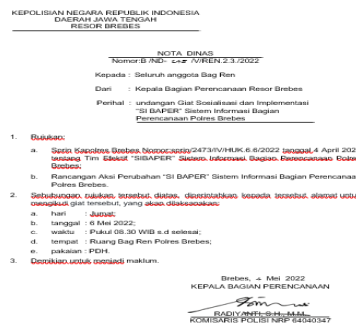 KEPOLISIAN NEGARA REPUBLIK INDONESIA
DAERAH JAWA TENGAH
RESOR BREBES
NOTA DINAS
Nomor:B /ND- /V/REN.2.3./2022
Kepada : Seluruh anggota Bag Ren
Dari : Kepala Bagian Perencanaan Resor Brebes
Perihal : undangan Giat Sosialisasi dan Implementasi
"SI BAPER" Sistem Informasi Bagian
Perencanaan Polres Brebes
1. Rujukan:
a. Sprin Kapolres Brebes Nomor:sprin/2473/IV/HUK.6.6/2022 tanggal 4 April 202
tentang Tim Efektif "SIBAPER" Sistem Informasi Bagian Perencanaan Polre
Brebes;
b. Rancangan Aksi Perubahan "SI BAPER" Sistem Informasi Bagian Perencanaa
Polres Brebes.
2. Sehubungan rujukan tersebut diatas, diperintahkan kepada tersebut alamat untu
mengikuti giat tersebut, yang akan dilaksanakan:
a. hari : Jumat;
b. tanggal : 6 Mei 2022;
c. waktu : Pukul 08.30 WIB s.d selesai;
d. tempat : Ruang Bag Ren Polres Brebes;
e. pakaian : PDH.
3. Demikian untuk menjadi maklum.
Brebes, Mei 2022
KEPALA BAGIAN PERENCANAAN
RADIYANTI, S.H., M.M.
KOMISARIS POLISI NRP 64040347